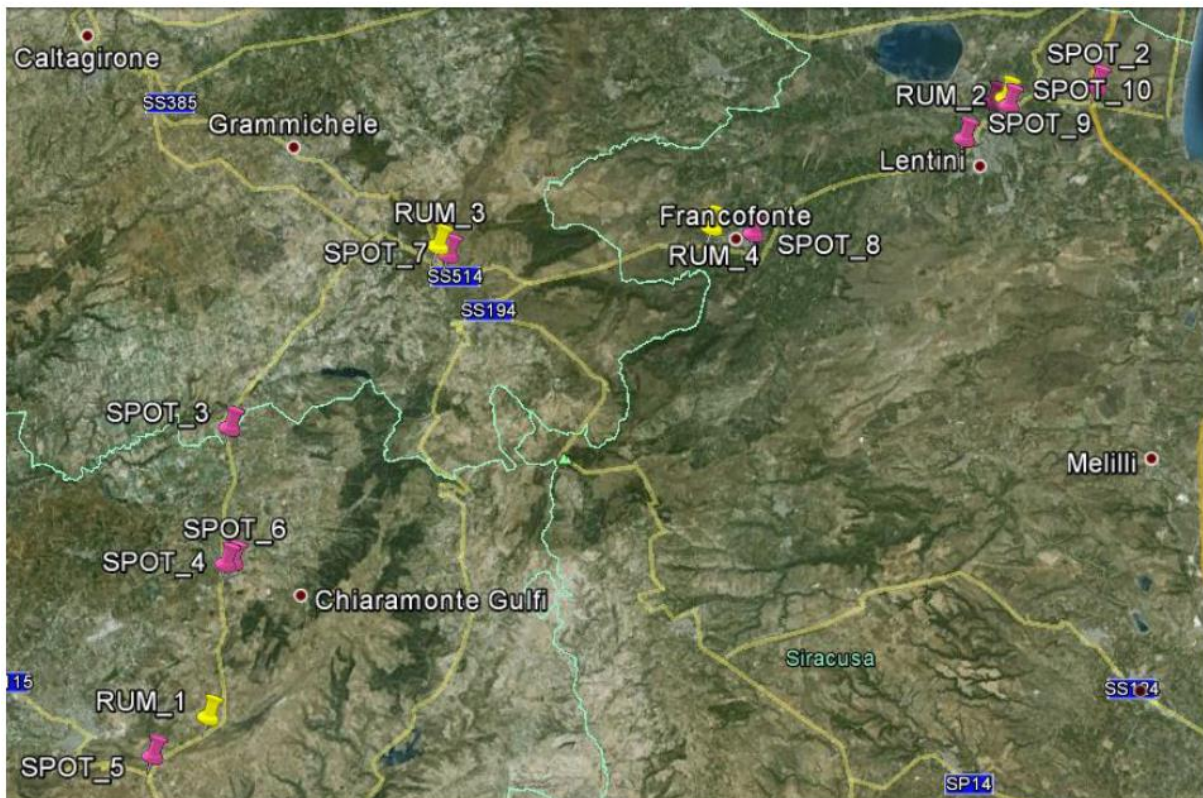 Caltagirone
SS385
Grammichele
SPOT_2
RUM_2
SPOT_10
SPOT_9
Lentini
RUM_3
SPOT_7
SS514
Francofonte
RUM_4
SPOT_8
SS194
SPOT_3
Melilli
SPOT_6
SPOT_4
Chiaramonte Gulfi
Siracusa
115
RUM_1
SS124
SPOT_5
SP14